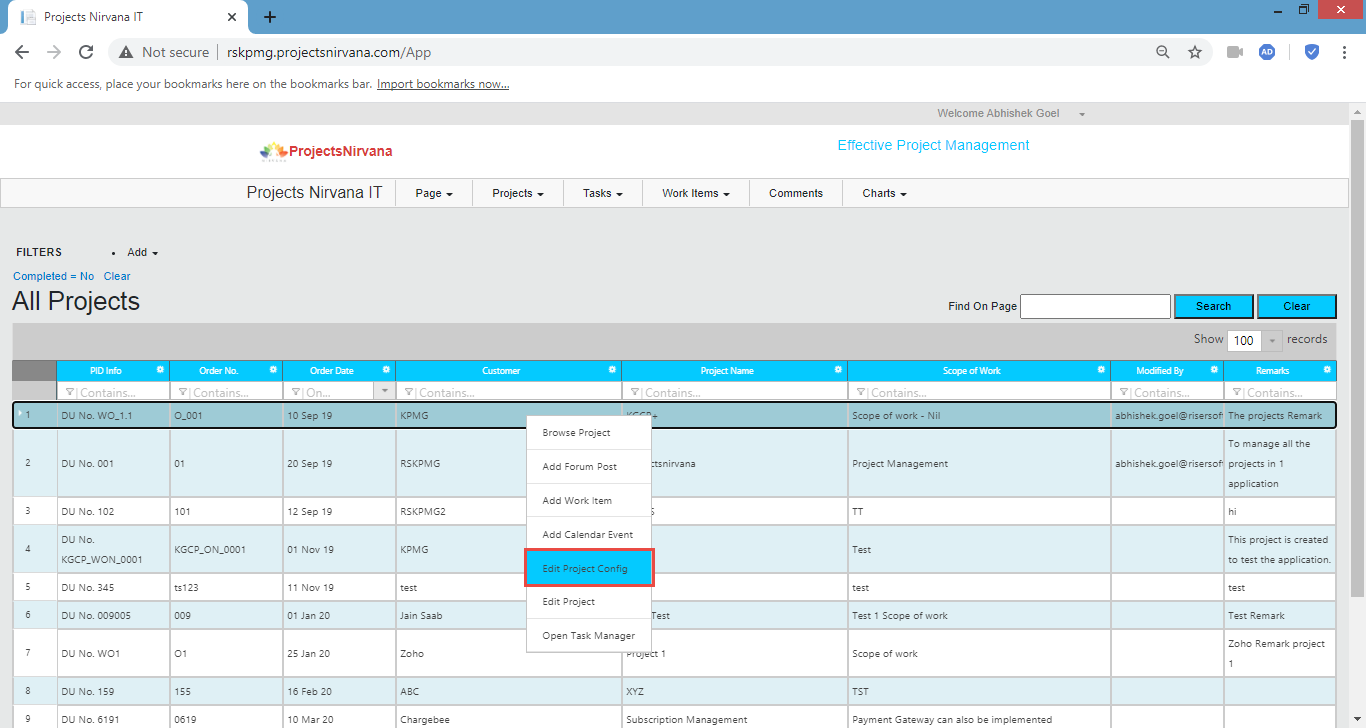 Projects Nirvana IT
Not secure rskpmg.projectsnirvana.com/App
AD
For quick access, place your bookmarks here on the bookmarks bar. Import bookmarks now...
Welcome Abhishek Goel
ProjectsNirvana
Effective Project Management
Projects Nirvana IT Page Projects Tasks Work Items Comments Charts
FILTERS Add
Completed = No Clear
All Projects
Find On Page Search Clear
Show 100 records
PID Info Order No. Order Date Customer Project Name Scope of Work Modified By Remarks
Contains... Contains... On... Contains... Contains... Contains... Contains... Contains...
1 DU No. WO_1.1 O_001 10 Sep 19 KPMG Scope of work - Nil abhishek.goel@risersoft The projects Remark
2 DU No. 001 01 20 Sep 19 RSKPMG ctsnirvana Project Management abhishek.goel@risersoft To manage all the
projects in 1
application
3 DU No. 102 101 12 Sep 19 RSKPMG2 S TT hi
4 DU No.
KGCP_WON_0001 KGCP_ON_0001 01 Nov 19 KPMG Test This project is created
to test the application.
5 DU No. 345 ts123 11 Nov 19 test test test
6 DU No. 009005 009 01 Jan 20 Jain Saab Test Test 1 Scope of work Test Remark
7 DU No. WO1 O1 25 Jan 20 Zoho Project 1 Scope of work Zoho Remark project
1
8 DU No. 159 155 16 Feb 20 ABC XYZ TST
9 DU No. 6191 0619 10 Mar 20 Chargebee Subscription Management Payment Gateway can also be implemented
Browse Project
Add Forum Post
Add Work Item
Add Calendar Event
Edit Project Config
Edit Project
Open Task Manager